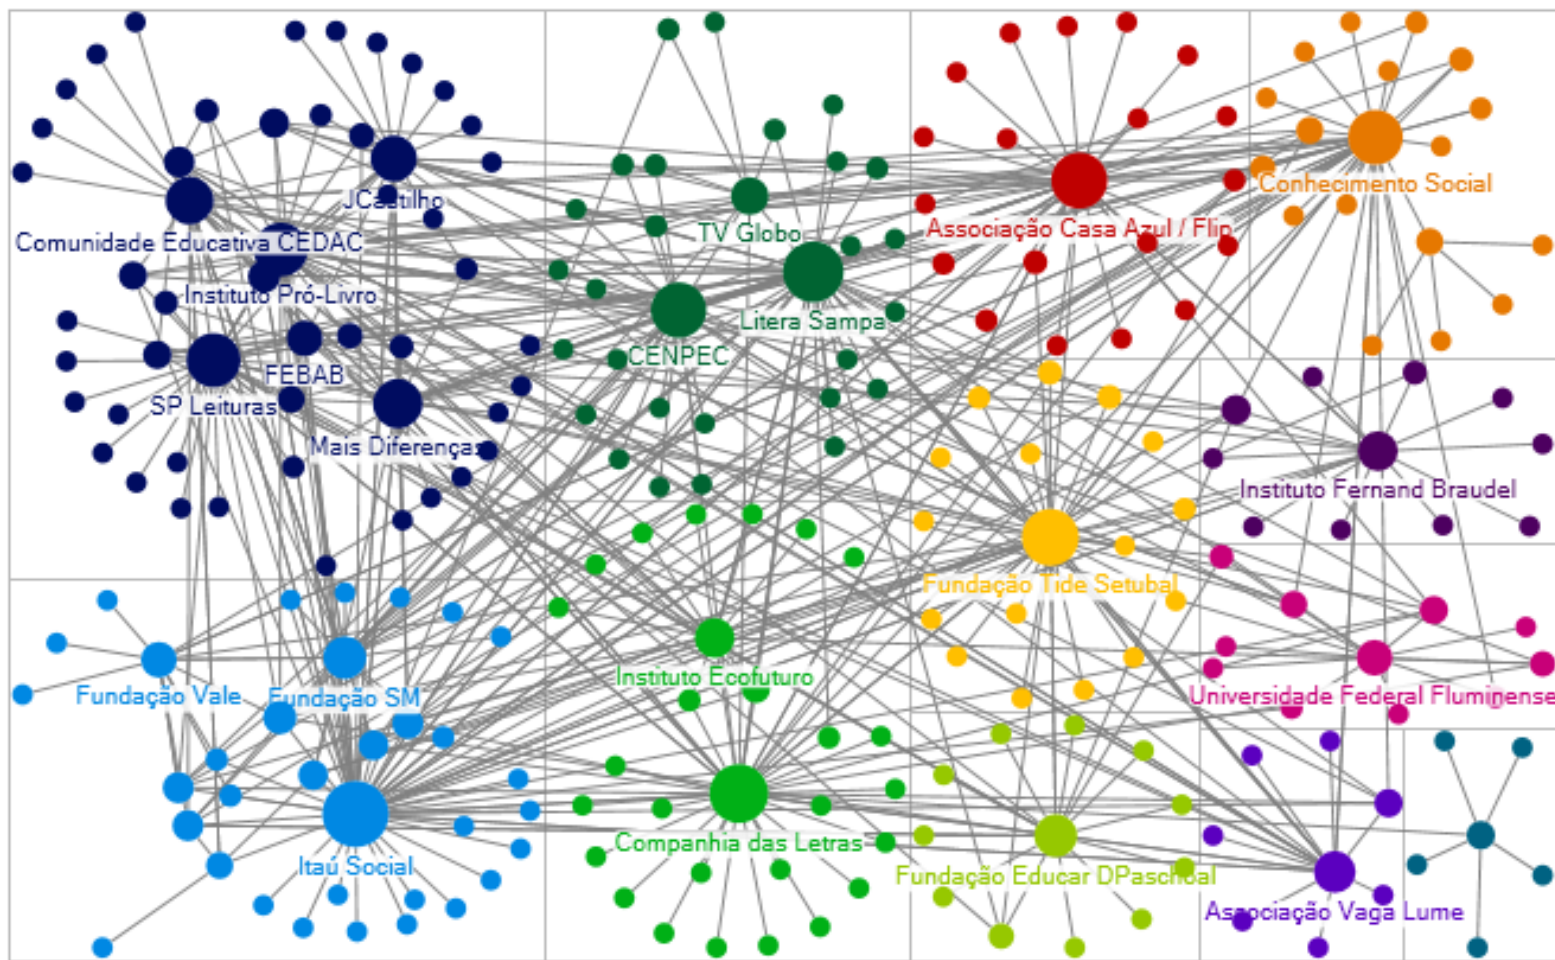 JCastilho
Comunidade Educativa CEDAC
Instituto Pró-Livro
FEBAB
SP Leituras
Mais Diferenças
TV Globo
Litera Sampa
CENPEC
Associação Casa Azul / Flip
Conhecimento Social
Instituto Fernand Braudel
Fundação Tide Setubal
Universidade Federal Fluminense
Fundação Vale
Fundação SM
Itaú Social
Instituto Ecofuturo
Companhia das Letras
Fundação Educar DPaschoal
Associação Vaga Lume